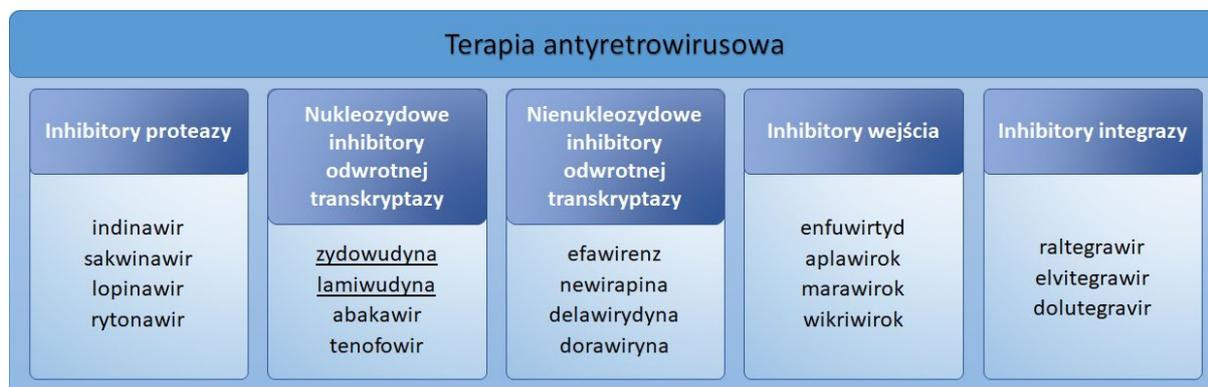 Terapia antyretrowirusowa
Inhibitory proteazy
indinawir
sakwinawir
lopinawir
rytonawir
Nukleozydowe
inhibitory
odwrotnej
transkryptazy
zydowudyna
lamiwudyna
abakawir
tenofowir
Nienukleozydowe
inhibitory
odwrotnej
transkryptazy
efawirenz
newirapina
delawirydyna
dorawiryna
Inhibitory wejścia
enfuwirtyd
aplawirok
marawirok
wikriwirok
Inhibitory integrazy
raltegrawir
elvitegrawir
dolutegravir